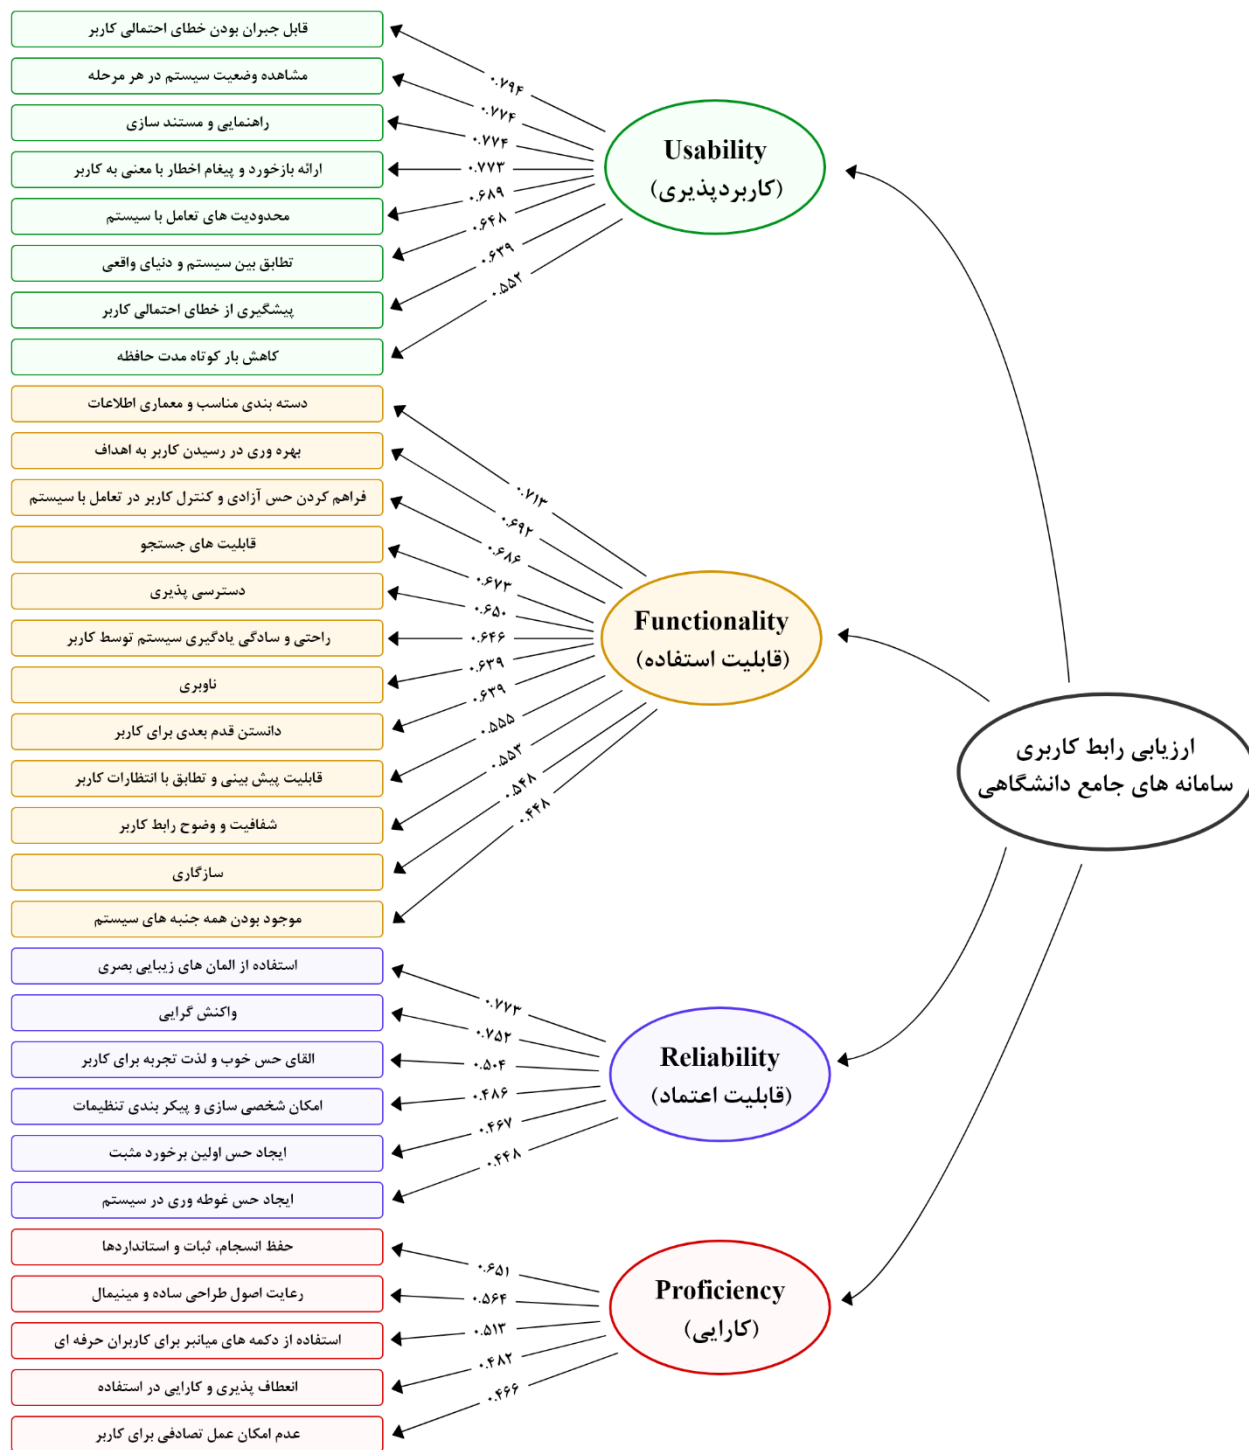 قابل جبران بودن خطای احتمالی کاربر
مشاهده وضعیت سیستم در هر مرحله
راهنمایی و مستند سازی
ارائه بازخورد و پیغام اخطار با معنی به کاربر
محدودیت های تعامل با سیستم
تطابق بین سیستم و دنیای واقعی
پیشگیری از خطای احتمالی کاربر
کاهش بار کوتاه مدت حافظه
۰.۷۹۴
۰.۷۷۴
۰.۷۷۴
۰.۷۷۳
۰.۶۸۹
۰.۶۴۸
۰.۶۳۹
۰.۵۵۲
Usability
(کاربردپذیری)
دسته بندی مناسب و معماری اطلاعات
بهره وری در رسیدن کاربر به اهداف
فراهم کردن حس آزادی و کنترل کاربر در تعامل با سیستم
قابلیت های جستجو
دسترسی پذیری
راحتی و سادگی یادگیری سیستم توسط کاربر
ناوبری
دانستن قدم بعدی برای کاربر
قابلیت پیش بینی و تطابق با انتظارات کاربر
شفافیت و وضوح رابط کاربر
سازگاری
موجود بودن همه جنبه های سیستم
۰.۷۱۳
۰.۶۹۲
۰.۶۸۶
۰.۶۷۳
۰.۶۵۰
۰.۶۴۶
۰.۶۳۹
۰.۶۳۹
۰.۵۵۵
۰.۵۵۳
۰.۵۴۸
۰.۴۴۸
Functionality
(قابلیت استفاده)
ارزیابی رابط کاربری
سامانه های جامع دانشگاهی
استفاده از المان های زیبایی بصری
واکنش گرایی
القای حس خوب و لذت تجربه برای کاربر
امکان شخصی سازی و پیکر بندی تنظیمات
ایجاد حس اولین برخورد مثبت
ایجاد حس غوطه وری در سیستم
۰.۷۷۳
۰.۷۵۲
۰.۵۰۴
۰.۴۸۶
۰.۴۶۷
۰.۴۴۸
Reliability
(قابلیت اعتماد)
حفظ انسجام، ثبات و استانداردها
رعایت اصول طراحی ساده و مینیمال
استفاده از دکمه های میانبر برای کاربران حرفه ای
انعطاف پذیری و کارایی در استفاده
عدم امکان عمل تصادفی برای کاربر
۰.۶۵۱
۰.۵۶۴
۰.۵۱۳
۰.۴۸۲
۰.۴۶۶
Proficiency
(کارایی)